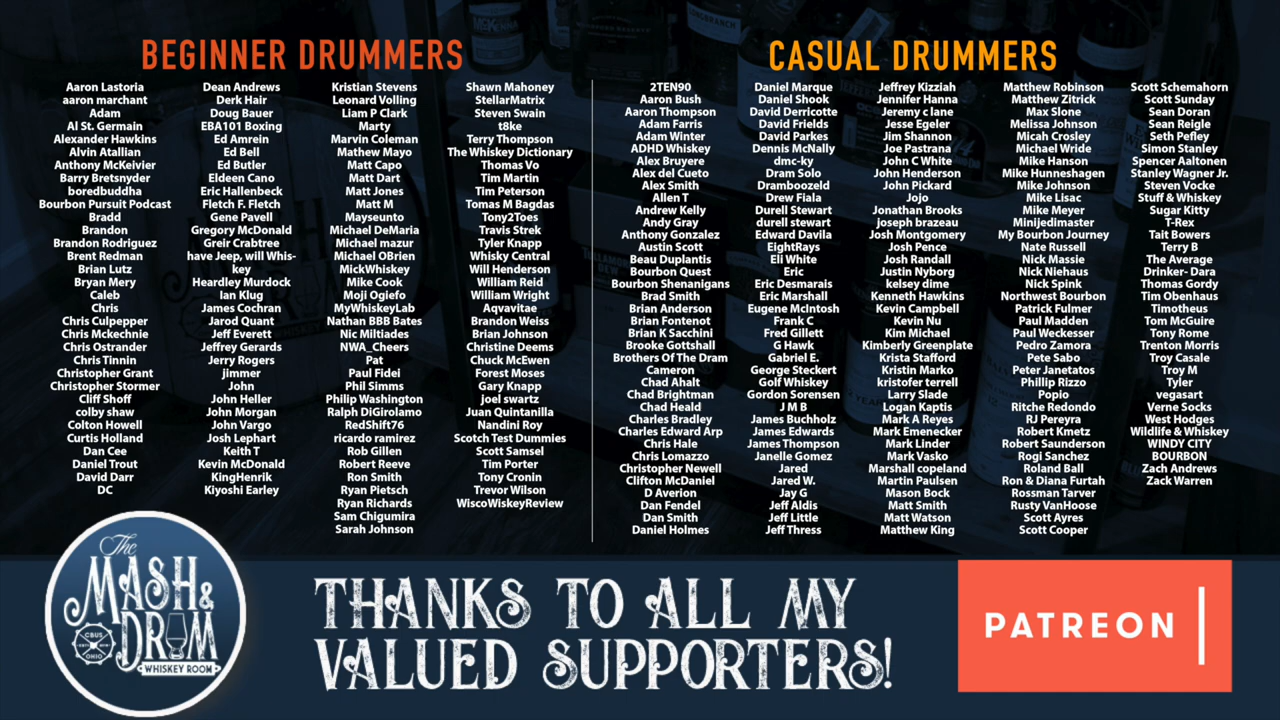 BEGINNER DRUMMERS
Aaron Lastoria
aaron marchant
Adam
Al St. Germain
Alexander Hawkins
Alvin Atallian
Anthony McKeivier
Barry Bretsnyder
boredbuddha
Bourbon Pursuit Podcast
Bradd
Brandon
Brandon Rodriguez
Brent Redman
Brian Lutz
Bryan Mery
Caleb
Chris
Chris Culpepper
Chris Mckechnie
Chris Ostrander
Chris Tinnin
Christopher Grant
Christopher Stormer
Cliff Shoff
colby shaw
Colton Howell
Curtis Holland
Dan Cee
Daniel Trout
David Darr
DC
Dean Andrews
Derk Hair
Doug Bauer
EBA101 Boxing
Ed Amrein
Ed Bell
Ed Butler
Eldeen Cano
Eric Hallenbeck
Fletch F. Fletch
Gene Pavell
Gregory McDonald
Greir Crabtree
have Jeep, will Whis-
key
Heardley Murdock
Ian Klug
James Cochran
Jarod Quant
Jeff Everett
Jeffrey Gerards
Jerry Rogers
jimmer
John
John Heller
John Morgan
John Vargo
Josh Lephart
Keith T
Kevin McDonald
KingHenrik
Kiyoshi Earley
Kristian Stevens
Leonard Volling
Liam P Clark
Marty
Marvin Coleman
Mathew Mayo
Matt Capo
Matt Dart
Matt Jones
Matt M
Mayseunto
Michael DeMaria
Michael mazur
Michael OBrien
MickWhiskey
Mike Cook
Moji Ogiefo
MyWhiskeyLab
Nathan BBB Bates
Nic Miltiades
NWA_Cheers
Pat
Paul Fidei
Phil Simms
Philip Washington
Ralph DiGirolamo
RedShift76
ricardo ramirez
Rob Gillen
Robert Reeve
Ron Smith
Ryan Pietsch
Ryan Richards
Sam Chigumira
Sarah Johnson
Shawn Mahoney
StellarMatrix
Steven Swain
t8ke
Terry Thompson
The Whiskey Dictionary
Thomas Vo
Tim Martin
Tim Peterson
Tomas M Bagdas
Tony2Toes
Travis Strek
Tyler Knapp
Whisky Central
Will Henderson
William Reid
William Wright
Aqvavitae
Brandon Weiss
Brian Johnson
Christine Deems
Chuck McEwen
Forest Moses
Gary Knapp
joel swartz
Juan Quintanilla
Nandini Roy
Scotch Test Dummies
Scott Samsel
Tim Porter
Tony Cronin
Trevor Wilson
WiscoWiskeyReview
CASUAL DRUMMERS
2TEN90
Aaron Bush
Aaron Thompson
Adam Farris
Adam Winter
ADHD Whiskey
Alex Bruyere
Alex del Cueto
Alex Smith
Allen T
Andrew Kelly
Andy Gray
Anthony Gonzalez
Austin Scott
Beau Duplantis
Bourbon Quest
Bourbon Shenanigans
Brad Smith
Brian Anderson
Brian Fontenot
Brian K Sacchini
Brooke Gottshall
Brothers Of The Dram
Cameron
Chad Ahalt
Chad Brightman
Chad Heald
Charles Bradley
Charles Edward Arp
Chris Hale
Chris Lomazzo
Christopher Newell
Clifton McDaniel
D Averion
Dan Fendel
Dan Smith
Daniel Holmes
Daniel Marque
Daniel Shook
David Derricotte
David Fields
David Parkes
Dennis McNally
dmc-ky
Dram Solo
Dramboozeld
Drew Fiala
Durell Stewart
durell stewart
Edward Davila
EightRays
Eli White
Eric
Eric Desmarais
Eric Marshall
Eugene McIntosh
Frank C
Fred Gillett
G Hawk
Gabriel E.
George Steckert
Golf Whiskey
Gordon Sorensen
J M B
James Buchholz
James Edwards
James Thompson
Janelle Gomez
Jared
Jared W.
Jay G
Jeff Aldis
Jeff Little
Jeff Thress
Jeffrey Kizziah
Jennifer Hanna
Jeremy c lane
Jesse Egeler
Jim Shannon
Joe Pastrana
John C White
John Henderson
John Pickard
Jojo
Jonathan Brooks
joseph brazeau
Josh Montgomery
Josh Pence
Josh Randall
Justin Nyborg
kelsey dime
Kenneth Hawkins
Kevin Campbell
Kevin Nu
Kim Michael
Kimberly Greenplate
Krista Stafford
Kristin Marko
kristofer terrell
Larry Slade
Logan Kaptis
Mark A Reyes
Mark Emenecker
Mark Linder
Mark Vasko
Marshall copeland
Martin Paulsen
Mason Bock
Matt Smith
Matt Watson
Matthew King
Matthew Robinson
Matthew Zitrick
Max Slone
Melissa Johnson
Micah Crosley
Michael Wride
Mike Hanson
Mike Hunneshagen
Mike Johnson
Mike Lisac
Mike Meyer
Minijedimaster
My Bourbon Journey
Nate Russell
Nick Massie
Nick Niehaus
Nick Spink
Northwest Bourbon
Patrick Fulmer
Paul Madden
Paul Weckesser
Pedro Zamora
Pete Sabo
Peter Janetatos
Phillip Rizzo
Popio
Ritche Redondo
RJ Pereyra
Robert Kmetz
Robert Saunderson
Rogi Sanchez
Roland Ball
Ron & Diana Furtah
Rossman Tarver
Rusty VanHoose
Scott Ayres
Scott Cooper
Scott Schemahorn
Scott Sunday
Sean Doran
Sean Reigle
Seth Pefley
Simon Stanley
Spencer Aaltonen
Stanley Wagner Jr.
Steven Vocke
Stuff & Whiskey
Sugar Kitty
T-Rex
Tait Bowers
Terry B
The Average
Drinker- Dara
Thomas Gordy
Tim Obenhaus
Timotheus
Tom McGuire
Tony Rome
Trenton Morris
Troy Casale
Troy M
Tyler
vegasart
Verne Socks
West Hodges
Wildlife & Whiskey
WINDY CITY
BOURBON
Zach Andrews
Zack Warren
The
MASH &
DRUM
CBUS
OHIO
WHISKEY ROOM
THANKS TO ALL MY
VALUED SUPPORTERS!
PATREON